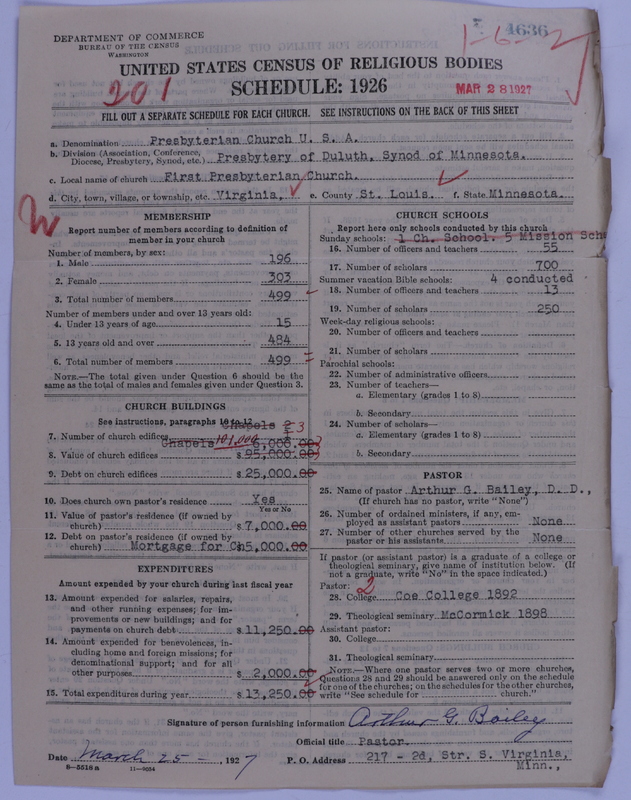 DEPARTMENT OF COMMERCE
BUREAU OF THE CENSUS
WASHINGTON
4636
1-6-2
UNITED STATES CENSUS OF RELIGIOUS BODIES
201
SCHEDULE: 1926
MAR 28 1927
FILL OUT A SEPARATE SCHEDULE FOR EACH CHURCH. SEE INSTRUCTIONS ON THE BACK OF THIS SHEET
a. Denomination Presbyterian Church U. S. A.
b. Division (Association, Conference, Diocese, Presbytery, Synod, etc.) Presbytery of Duluth, Synod of Minnesota.
c. Local name of church First Presbyterian Church.
d. City, town, village, or township, etc. Virginia, e. County St. Louis. f. State Minnesota.
MEMBERSHIP
Report number of members according to definition of
member in your church
Number of members, by sex:
1. Male 196
2. Female 303
3. Total number of members 499
Number of members under and over 13 years old:
4. Under 13 years of age 15
5. 13 years old and over 484
6. Total number of members 499
NOTE.—The total given under Question 6 should be the
same as the total of males and females given under Question 3.
CHURCH BUILDINGS
See instructions, paragraphs 10 to 12
7. Number of church edifices Chapels 2 3
Chapels 101,000 6,000.00
8. Value of church edifices $ 95,000.00
9. Debt on church edifices $ 25,000.00
10. Does church own pastor's residence Yes
Yes or No
11. Value of pastor's residence (if owned by
church) $ 7,000.00
12. Debt on pastor's residence (if owned by
church) Mortgage for Ch 5,000.00
EXPENDITURES
Amount expended by your church during last fiscal year
13. Amount expended for salaries, repairs,
and other running expenses; for im-
provements or new buildings; and for
payments on church debt $ 11,250.00
14. Amount expended for benevolences, in-
cluding home and foreign missions; for
denominational support; and for all
other purposes $ 2,000.00
15. Total expenditures during year $ 13,250.00
CHURCH SCHOOLS
Report here only schools conducted by this church
Sunday schools: 1 Ch. School. 5 Mission Sch
16. Number of officers and teachers 55
17. Number of scholars 700
Summer vacation Bible schools: 4 conducted
18. Number of officers and teachers 13
19. Number of scholars 250
Week-day religious schools:
20. Number of officers and teachers
21. Number of scholars
Parochial schools:
22. Number of administrative officers
23. Number of teachers—
a. Elementary (grades 1 to 8)
b. Secondary
24. Number of scholars—
a. Elementary (grades 1 to 8)
b. Secondary
PASTOR
25. Name of pastor Arthur G. Bailey, D. D.,
(If church has no pastor, write "None")
26. Number of ordained ministers, if any, em-
ployed as assistant pastors None
27. Number of other churches served by the
pastor or his assistants None
If pastor (or assistant pastor) is a graduate of a college or
theological seminary, give name of institution below. (If
not a graduate, write "No" in the space indicated.)
Pastor: 2
28. College Coe College 1892
29. Theological seminary McCormick 1898
Assistant pastor:
30. College
31. Theological seminary
NOTE.—Where one pastor serves two or more churches,
Questions 28 and 29 should be answered only on the schedule
for one of the churches; on the schedules for the other churches,
write "See schedule for church."
Signature of person furnishing information Arthur G. Bailey
Official title Pastor.
Date March 25 - , 1927 P. O. Address 217 - 2d, Str. S. Virginia,
Minn.,
8-5518 a 11-9034